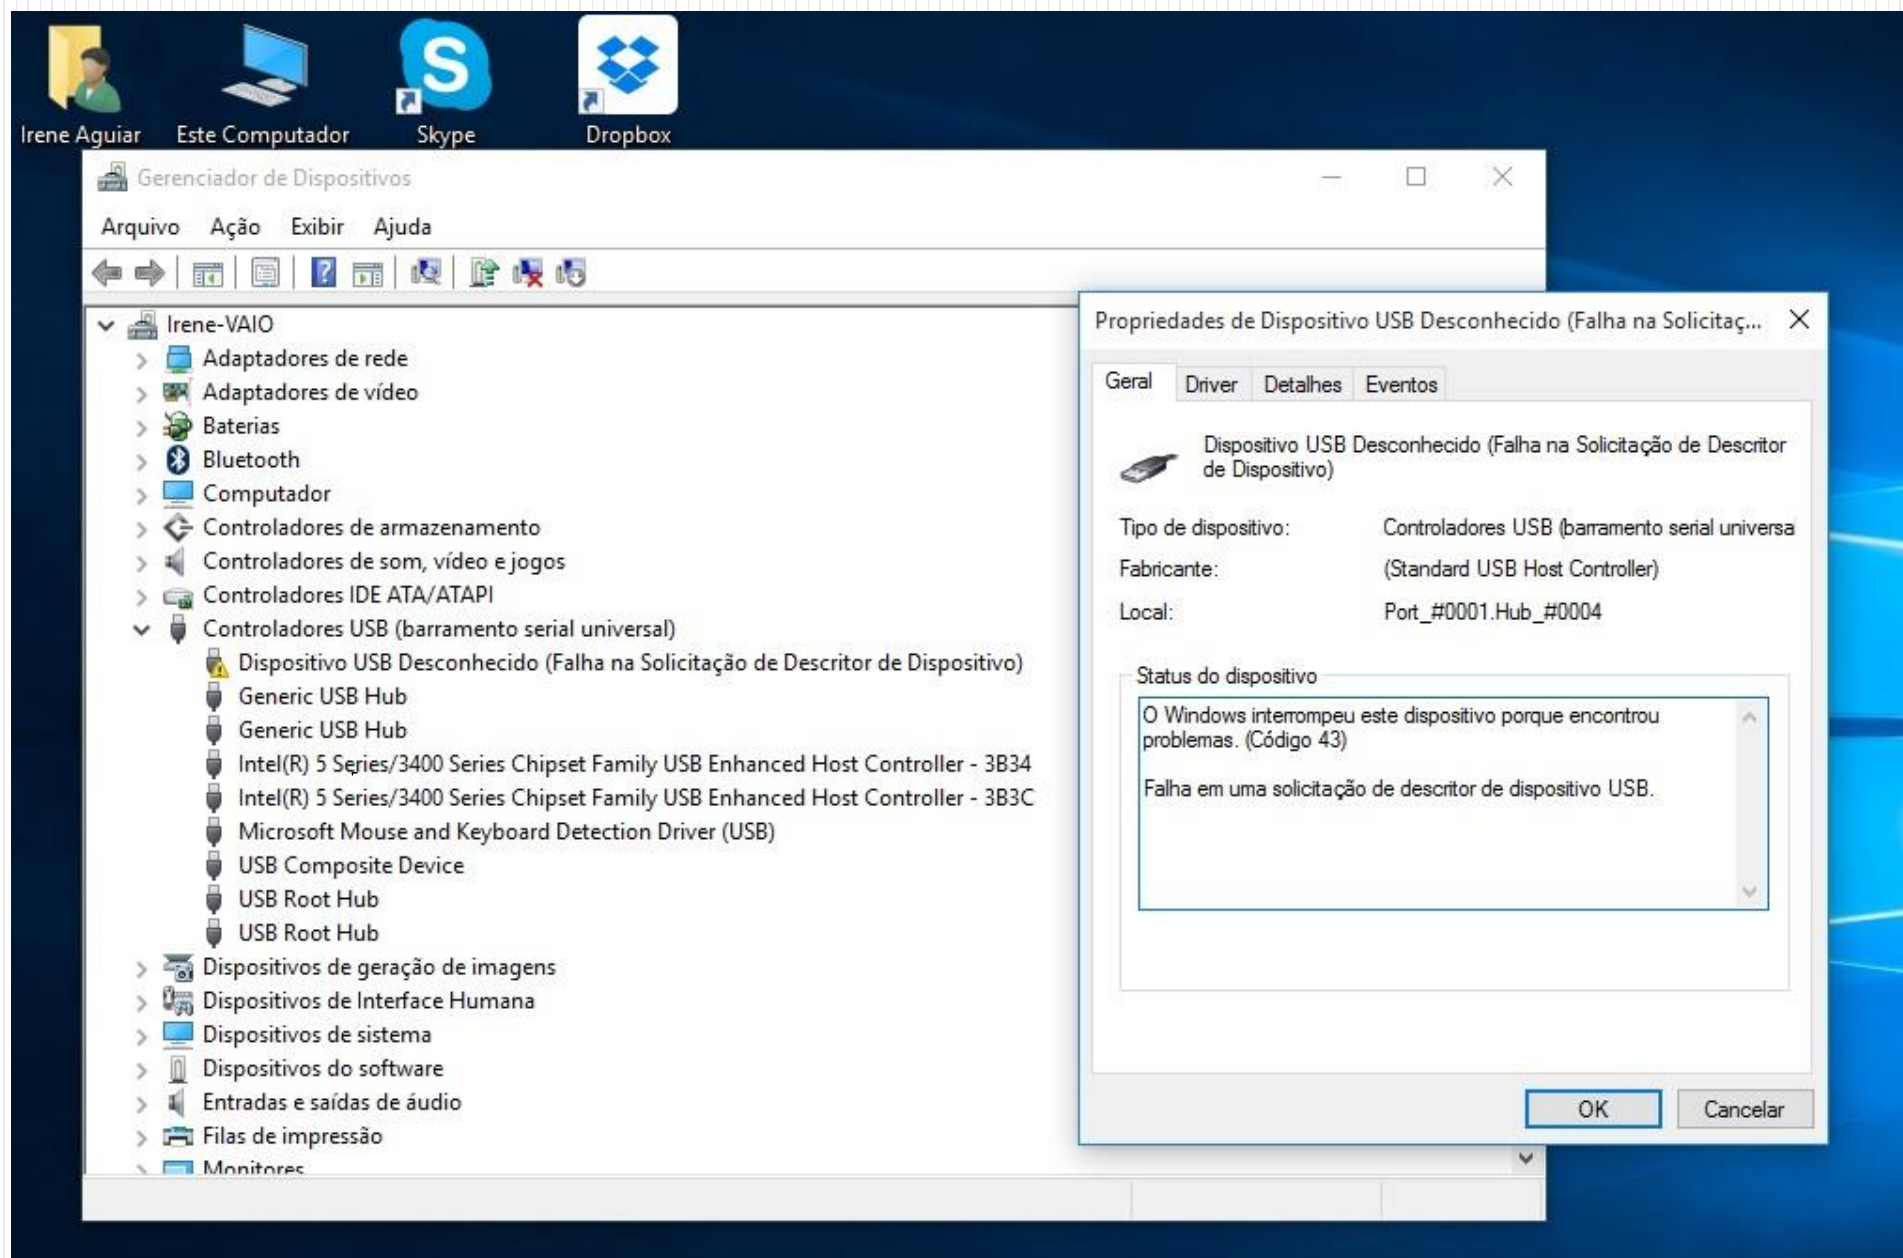 Irene Aguiar
Este Computador
Skype
Dropbox
Gerenciador de Dispositivos
Arquivo Ação Exibir Ajuda
Irene-VAIO
Adaptadores de rede
Adaptadores de vídeo
Baterias
Bluetooth
Computador
Controladores de armazenamento
Controladores de som, vídeo e jogos
Controladores IDE ATA/ATAPI
Controladores USB (barramento serial universal)
Dispositivo USB Desconhecido (Falha na Solicitação de Descritor de Dispositivo)
Generic USB Hub
Generic USB Hub
Intel(R) 5 Series/3400 Series Chipset Family USB Enhanced Host Controller - 3B34
Intel(R) 5 Series/3400 Series Chipset Family USB Enhanced Host Controller - 3B3C
Microsoft Mouse and Keyboard Detection Driver (USB)
USB Composite Device
USB Root Hub
USB Root Hub
Dispositivos de geração de imagens
Dispositivos de Interface Humana
Dispositivos de sistema
Dispositivos do software
Entradas e saídas de áudio
Filas de impressão
Monitores
Propriedades de Dispositivo USB Desconhecido (Falha na Solicitaç...
Geral Driver Detalhes Eventos
Dispositivo USB Desconhecido (Falha na Solicitação de Descritor
de Dispositivo)
Tipo de dispositivo: Controladores USB (barramento serial universa
Fabricante: (Standard USB Host Controller)
Local: Port_#0001.Hub_#0004
Status do dispositivo
O Windows interrompeu este dispositivo porque encontrou
problemas. (Código 43)
Falha em uma solicitação de descritor de dispositivo USB.
OK Cancelar